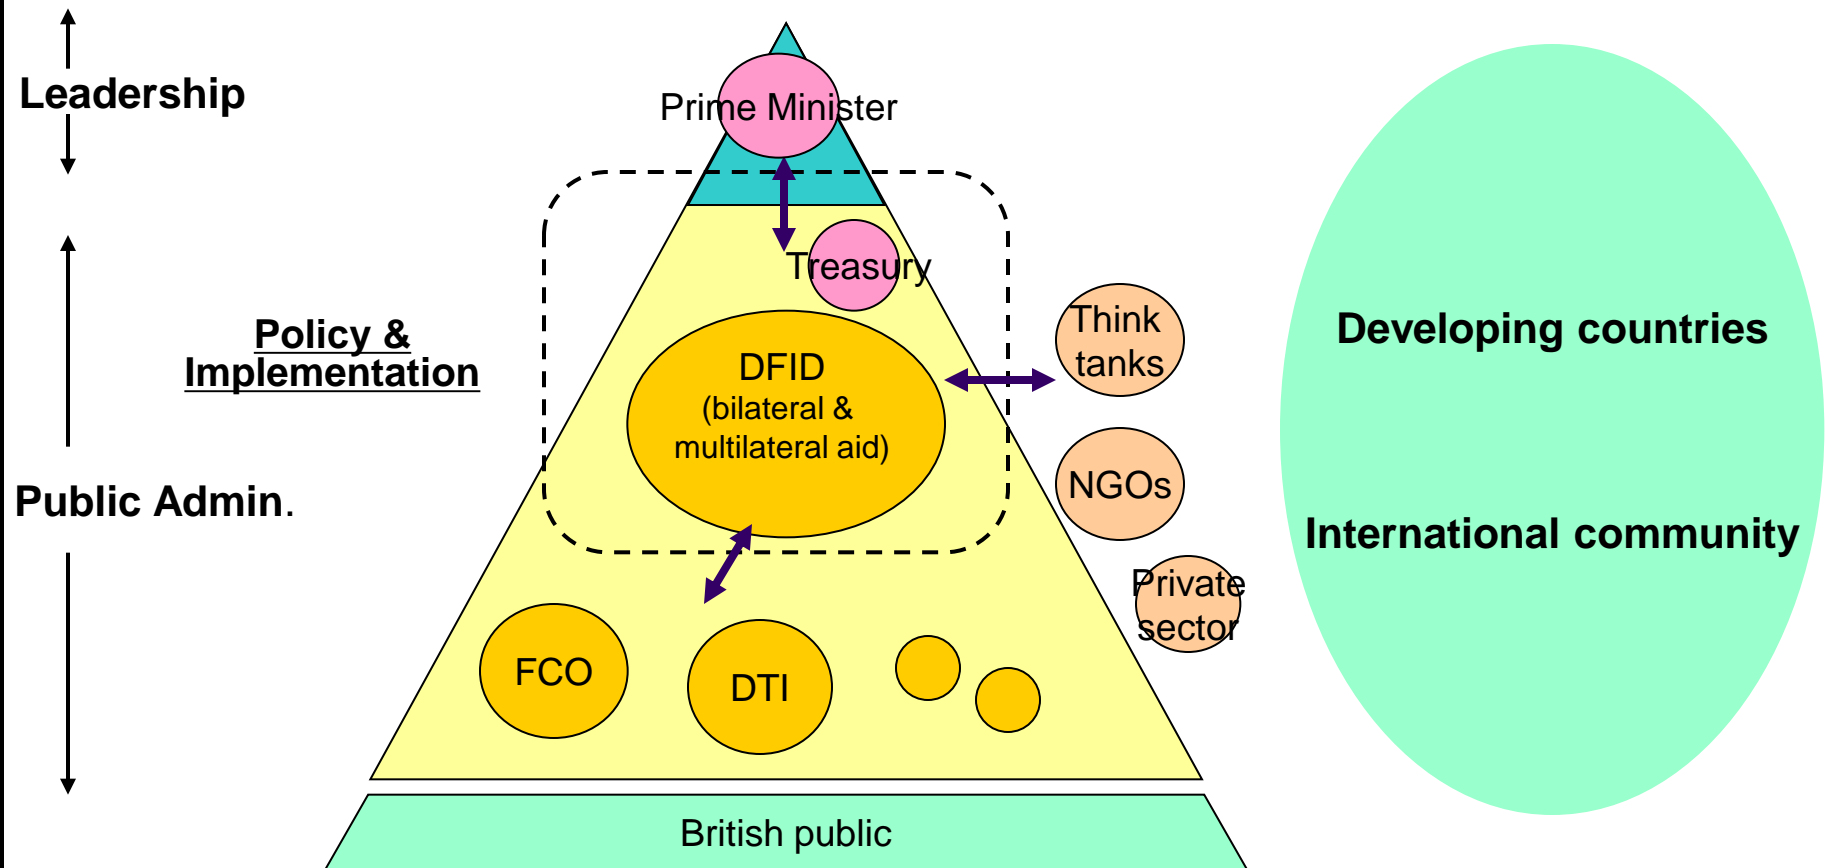 Leadership
Prime Minister
Treasury
Policy &
Implementation
DFID
(bilateral &
multilateral aid)
Think
tanks
Developing countries
NGOs
Public Admin.
International community
Private
sector
FCO
DTI
British public